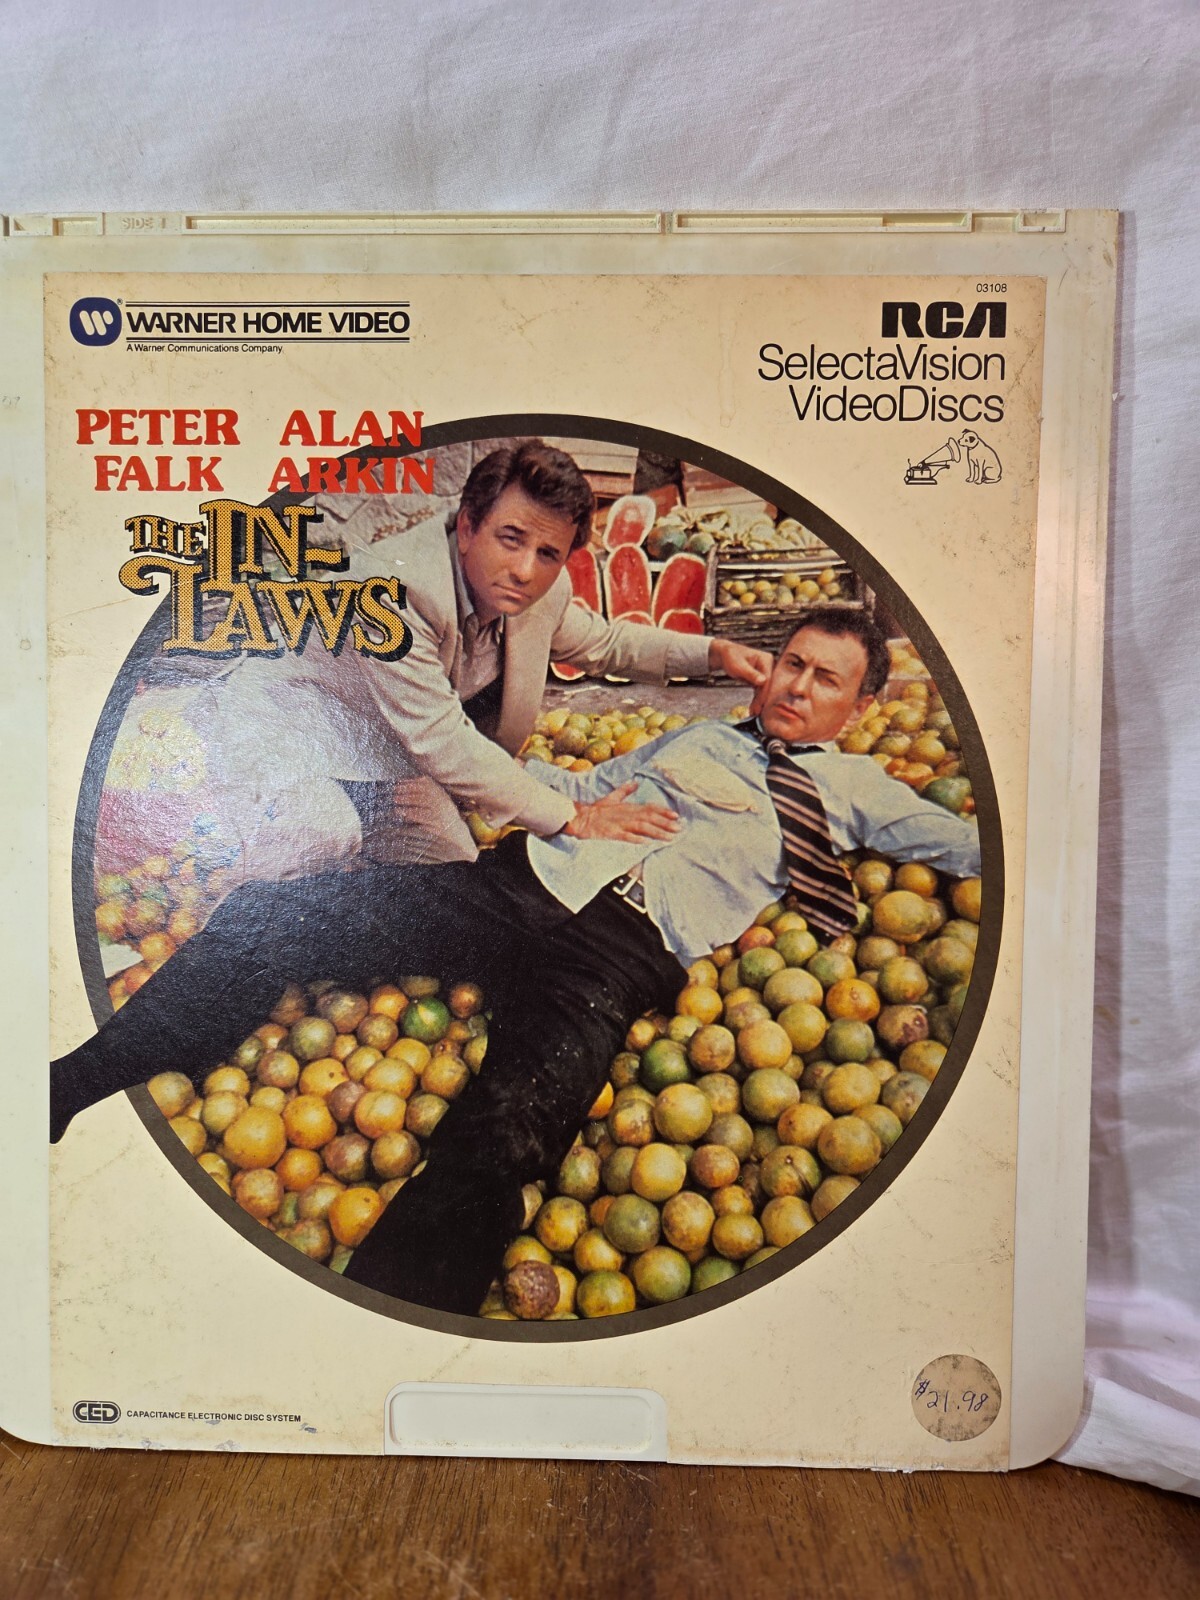 SIDE 1
03108
WARNER HOME VIDEO
A Warner Communications Company
RCA
SelectaVision
VideoDiscs
PETER ALAN
FALK ARKIN
THE IN-
LAWS
CED CAPACITANCE ELECTRONIC DISC SYSTEM
$21.98